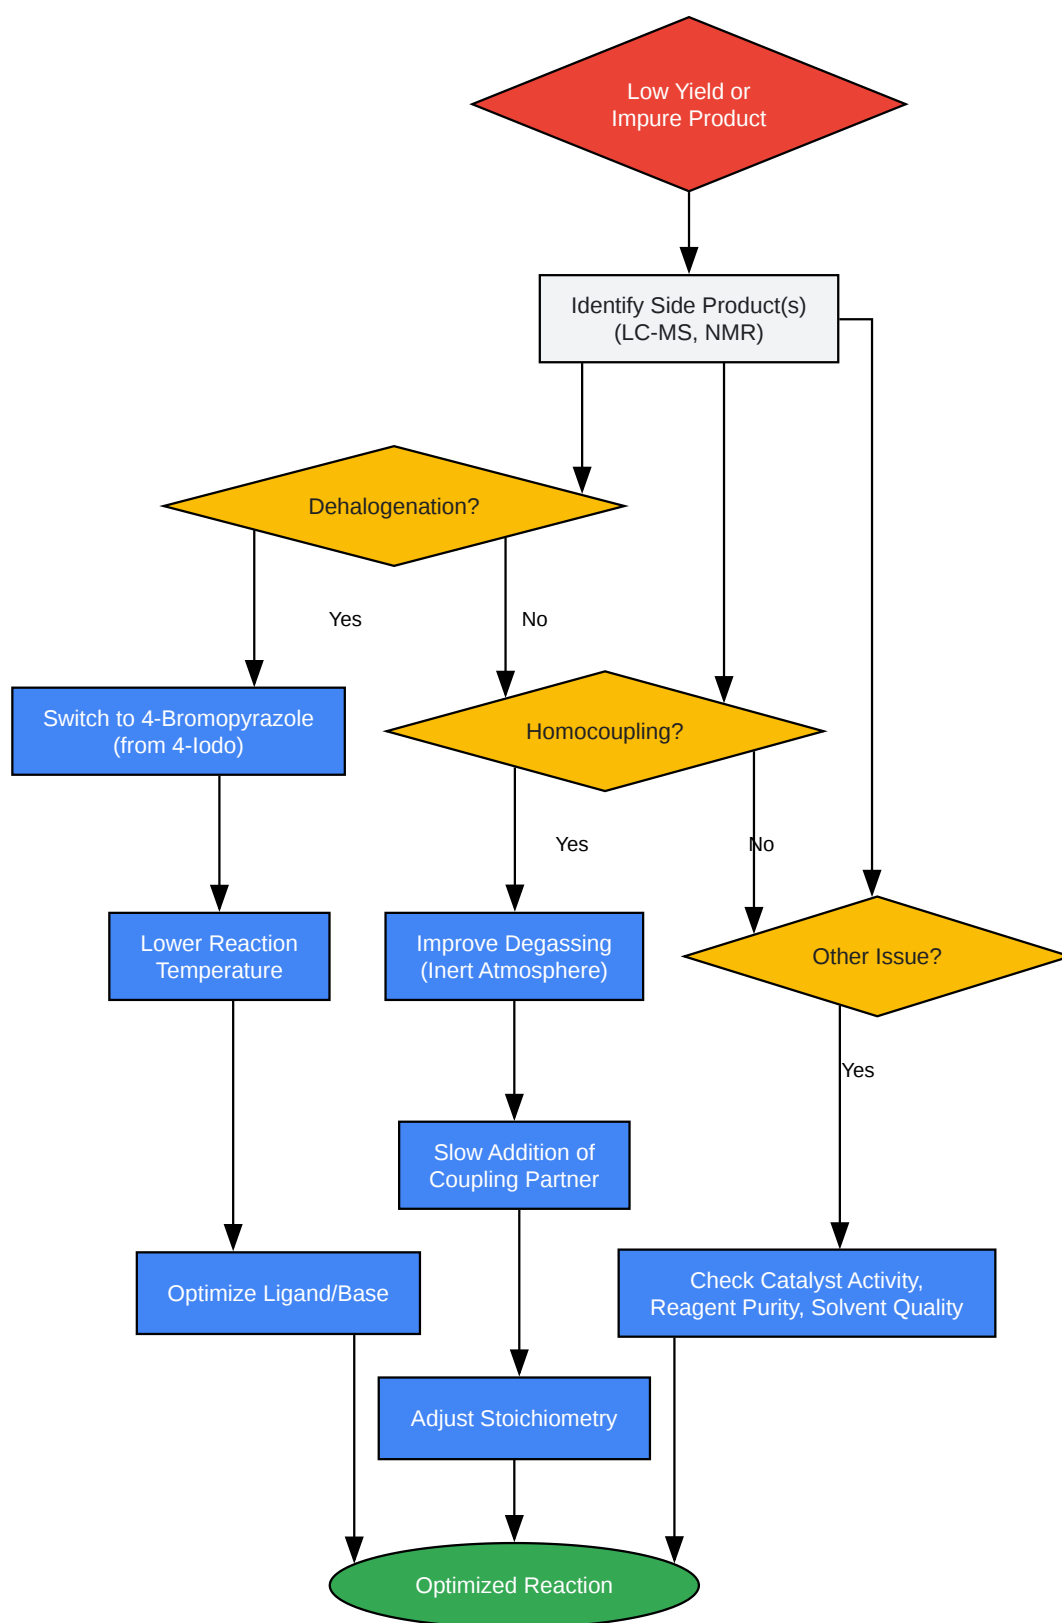 Low Yield or
Impure Product
Identify Side Product(s)
(LC-MS, NMR)
Dehalogenation?
Yes
No
Switch to 4-Bromopyrazole
(from 4-Iodo)
Homocoupling?
Yes
No
Lower Reaction
Temperature
Improve Degassing
(Inert Atmosphere)
Other Issue?
Yes
Slow Addition of
Coupling Partner
Optimize Ligand/Base
Check Catalyst Activity,
Reagent Purity, Solvent Quality
Adjust Stoichiometry
Optimized Reaction